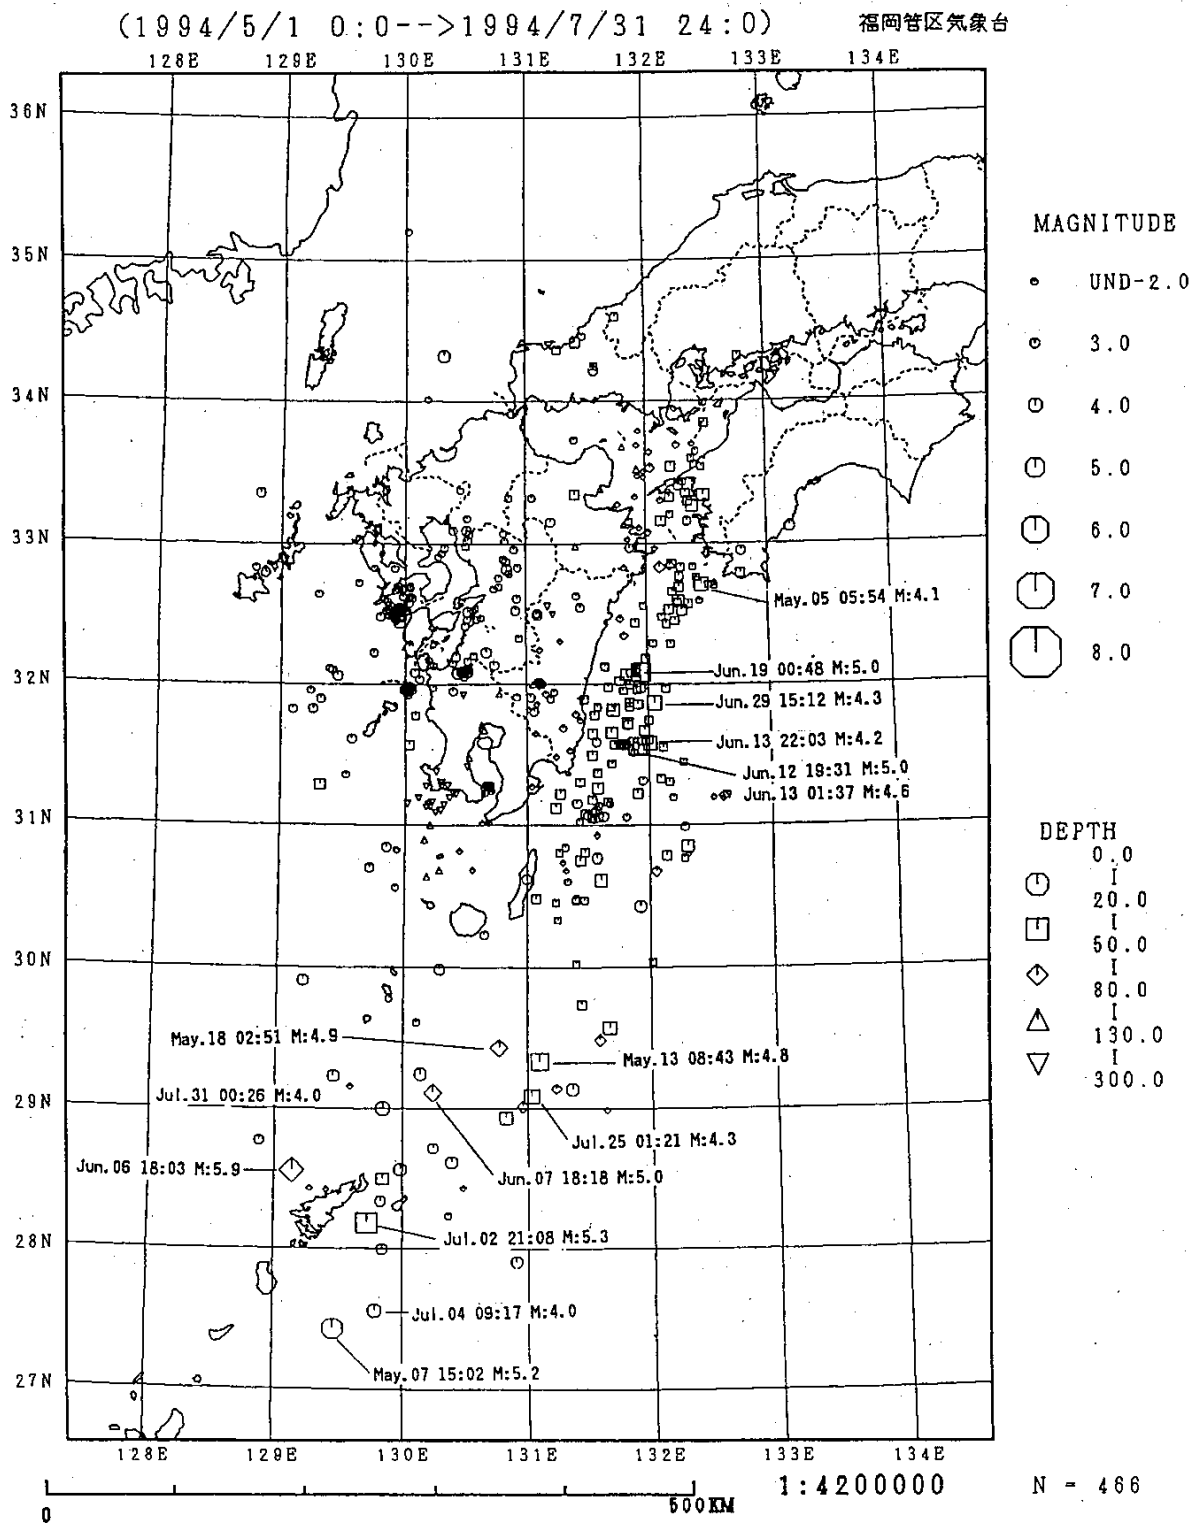 (1994/5/1 0:0-->1994/7/31 24:0) 福岡管区気象台
128E 129E 130E 131E 132E 133E 134E
36N
35N
34N
33N
32N
31N
30N
29N
28N
27N
May.05 05:54 M:4.1
Jun.19 00:48 M:5.0
Jun.29 15:12 M:4.3
Jun.13 22:03 M:4.2
Jun.12 19:31 M:5.0
Jun.13 01:37 M:4.6
May.18 02:51 M:4.9
May.13 08:43 M:4.8
Jul.31 00:26 M:4.0
Jul.25 01:21 M:4.3
Jun.06 18:03 M:5.9
Jun.07 18:18 M:5.0
Jul.02 21:08 M:5.3
Jul.04 09:17 M:4.0
May.07 15:02 M:5.2
128E 129E 130E 131E 132E 133E 134E
0 500KM
1:4200000
N = 466
MAGNITUDE
UND-2.0
3.0
4.0
5.0
6.0
7.0
8.0
DEPTH
0.0
I
20.0
I
50.0
I
80.0
I
130.0
I
300.0